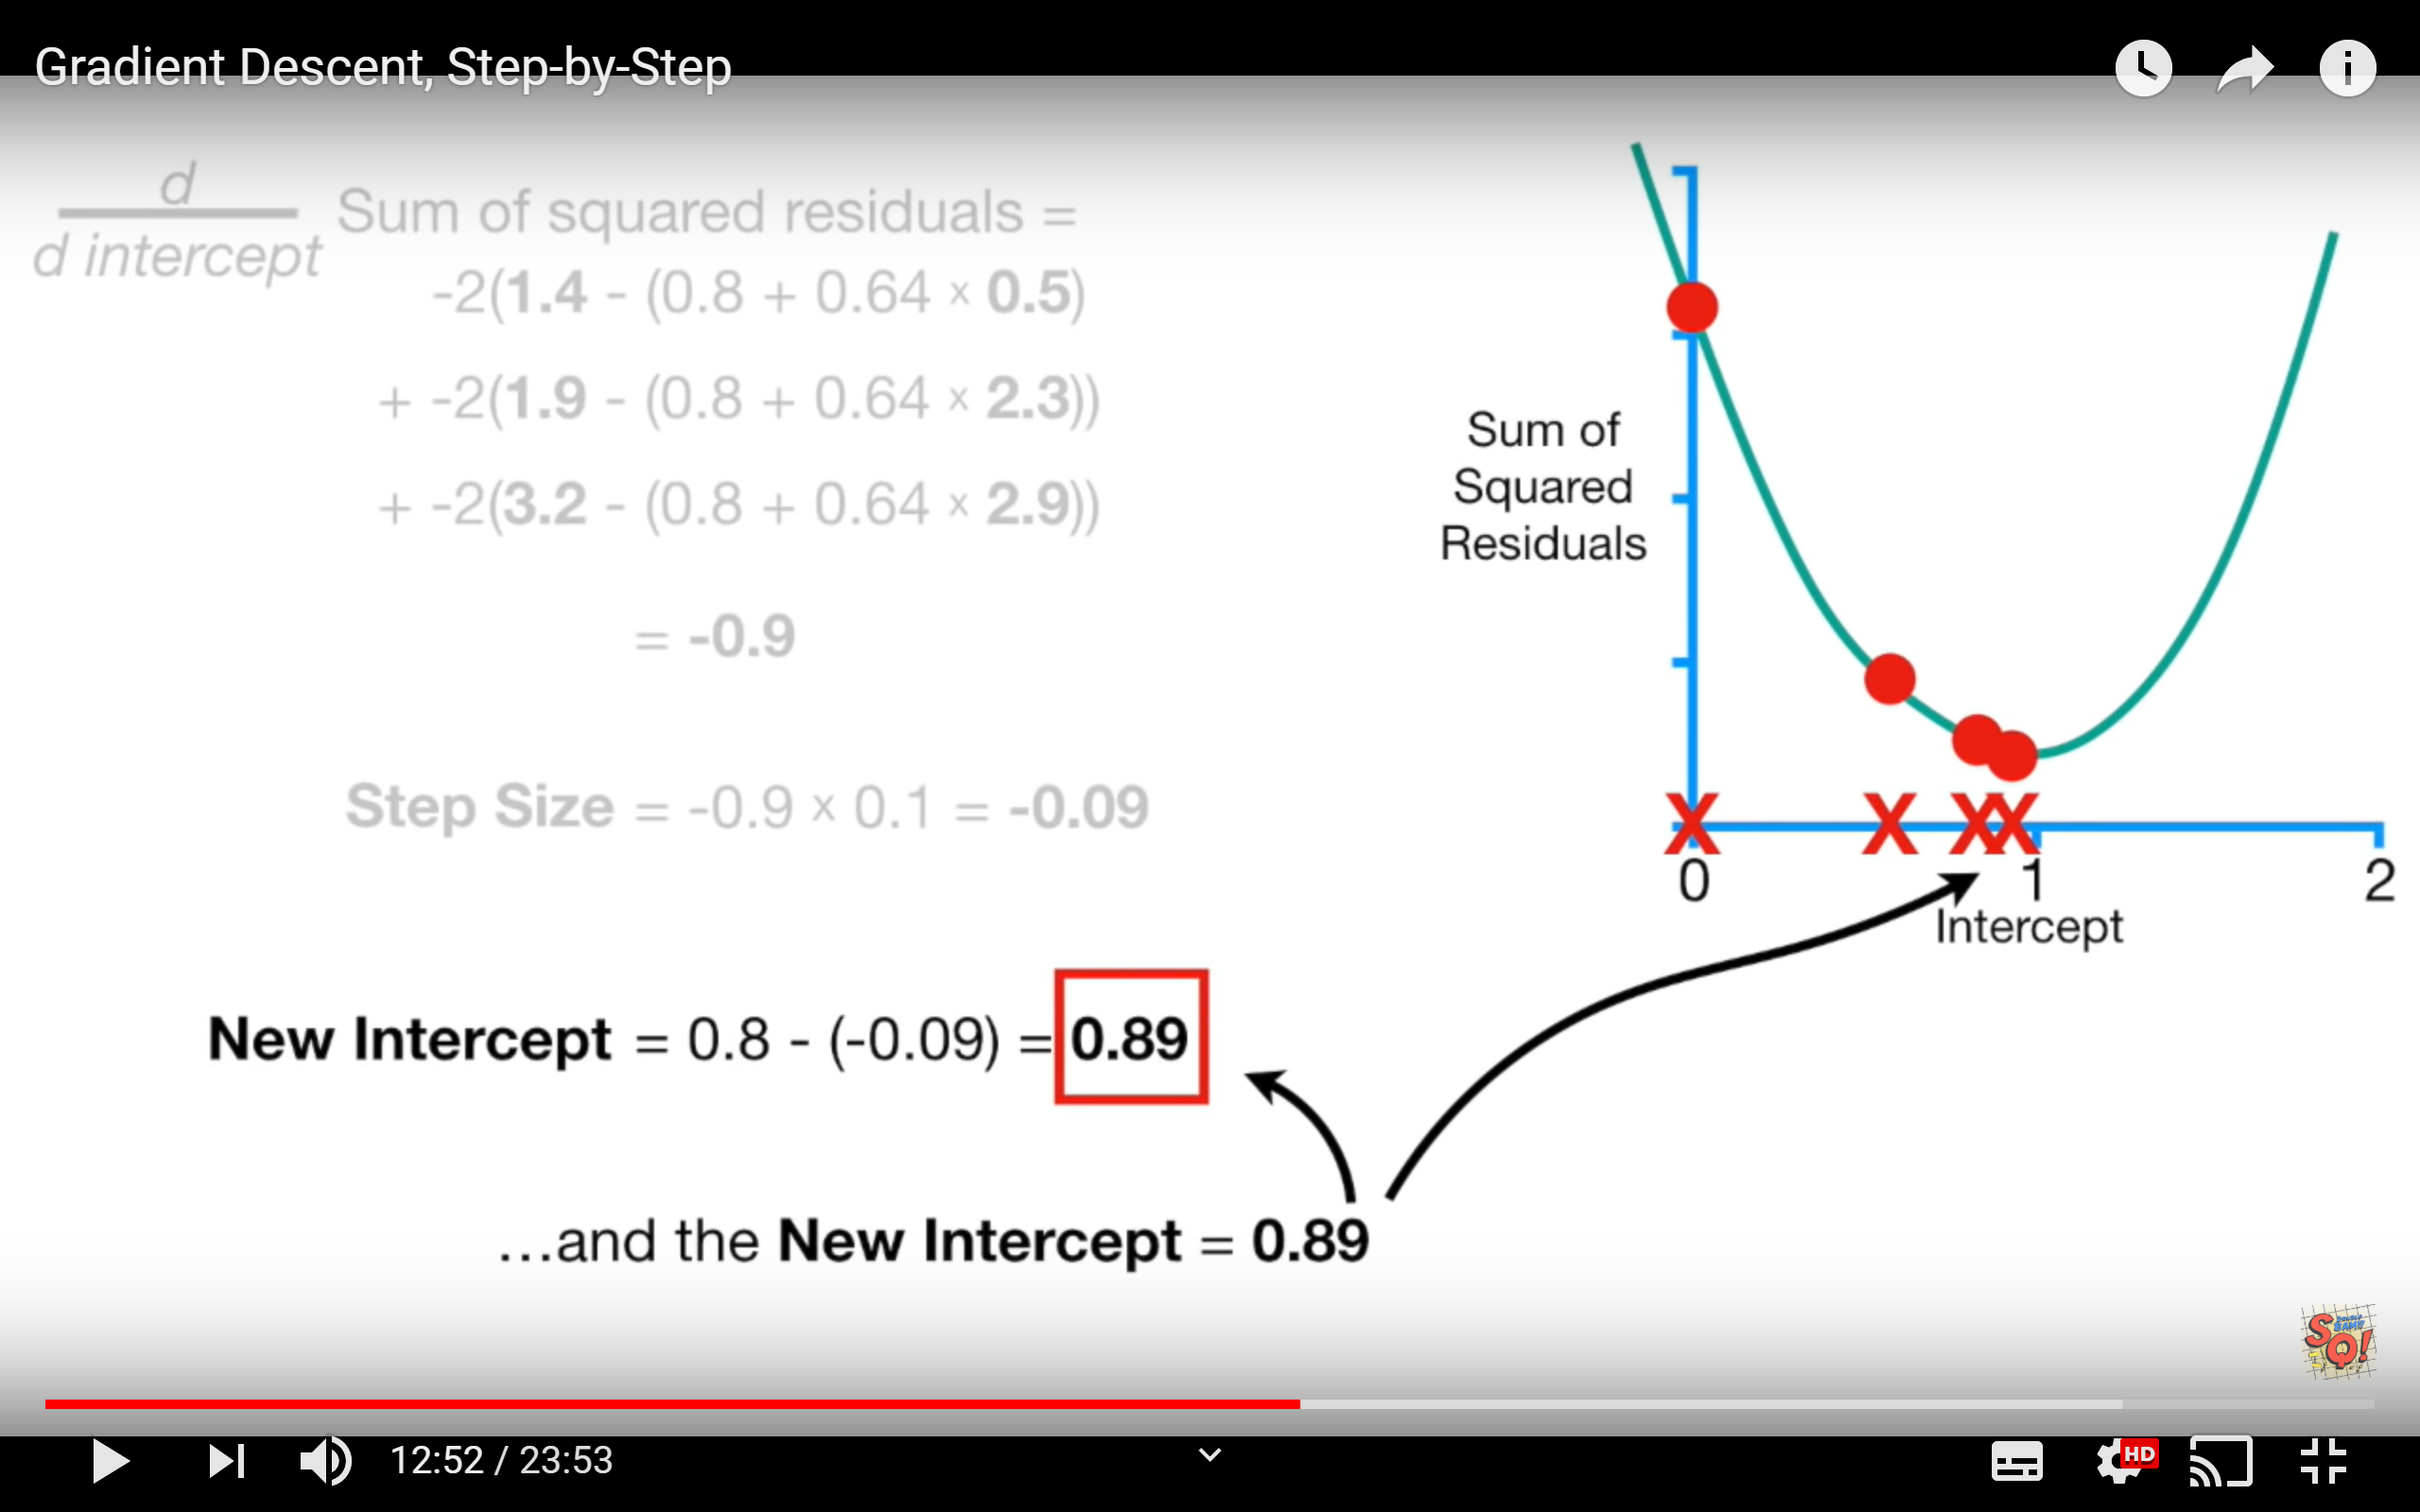 Gradient Descent, Step-by-Step
d
d intercept
Sum of squared residuals =
-2(1.4 - (0.8 + 0.64 × 0.5)
+ -2(1.9 - (0.8 + 0.64 × 2.3))
+ -2(3.2 - (0.8 + 0.64 × 2.9))
= -0.9
Step Size = -0.9 x 0.1 = -0.09
New Intercept = 0.8 - (-0.09) = 0.89
...and the New Intercept = 0.89
Sum of
Squared
Residuals
X X X X
0 1 2
Intercept
SQ!
12:52 / 23:53
HD